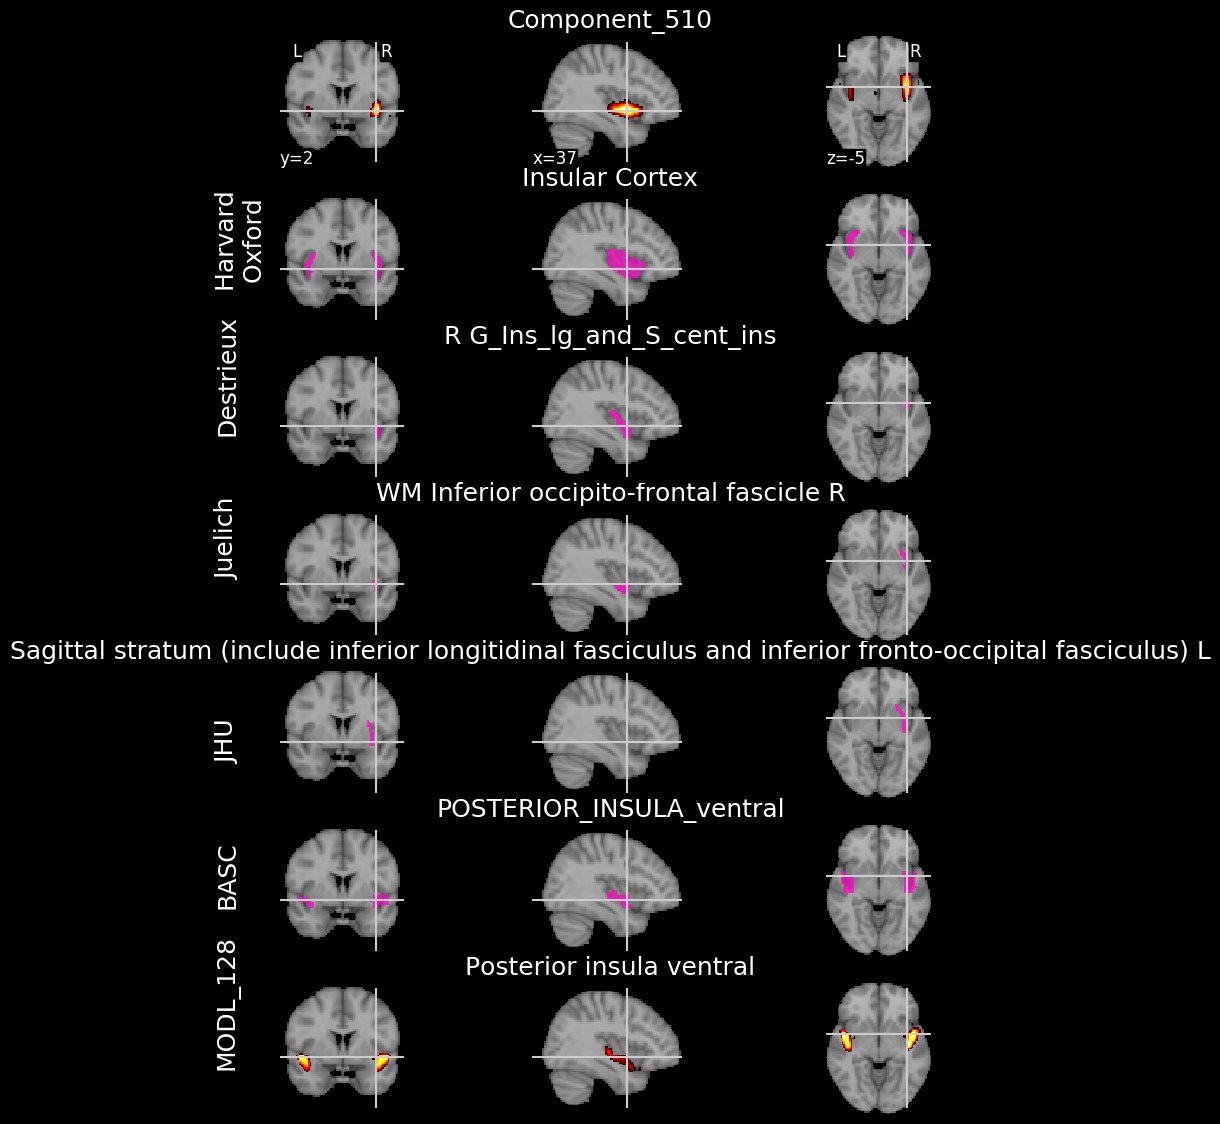 Component_510
L R L R
y=2 x=37 z=-5
Insular Cortex
Harvard
Oxford
R G_Ins_lg_and_S_cent_ins
Destrieux
WM Inferior occipito-frontal fascicle R
Juelich
Sagittal stratum (include inferior longitidinal fasciculus and inferior fronto-occipital fasciculus) L
JHU
POSTERIOR_INSULA_ventral
BASC
Posterior insula ventral
MODL_128